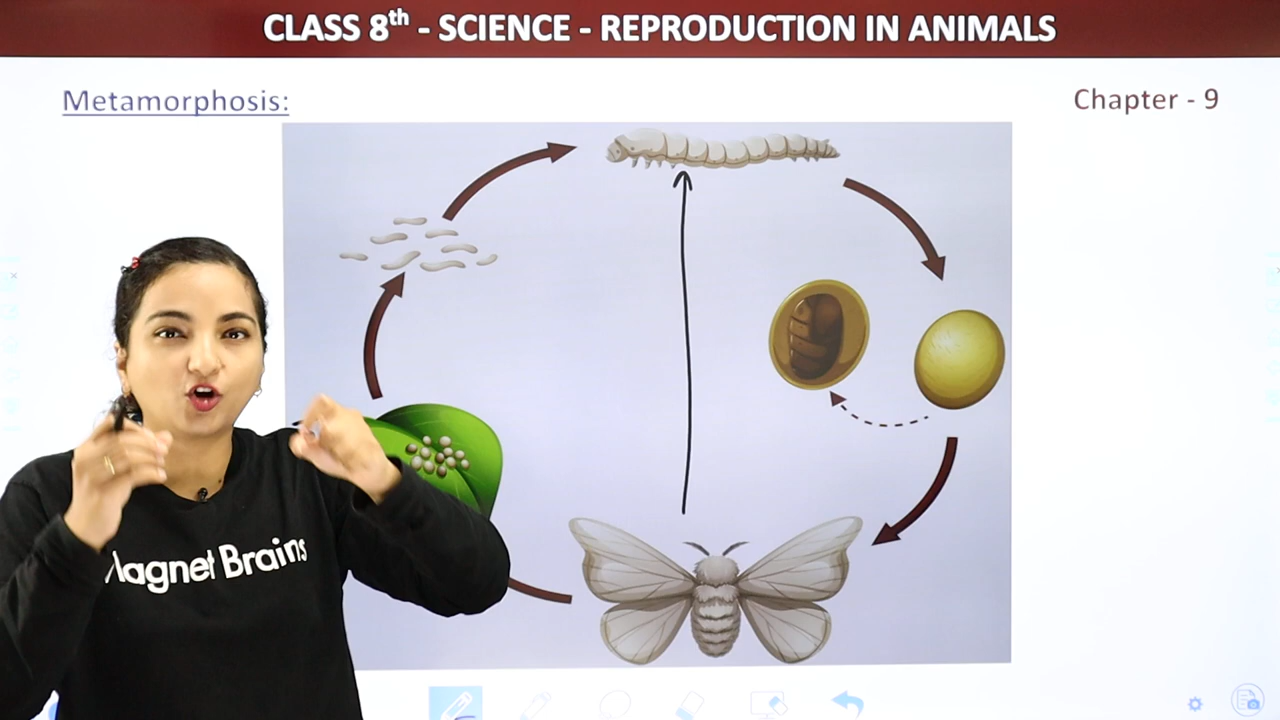 CLASS 8th - SCIENCE - REPRODUCTION IN ANIMALS
Metamorphosis:
Chapter - 9
Magnet Brains